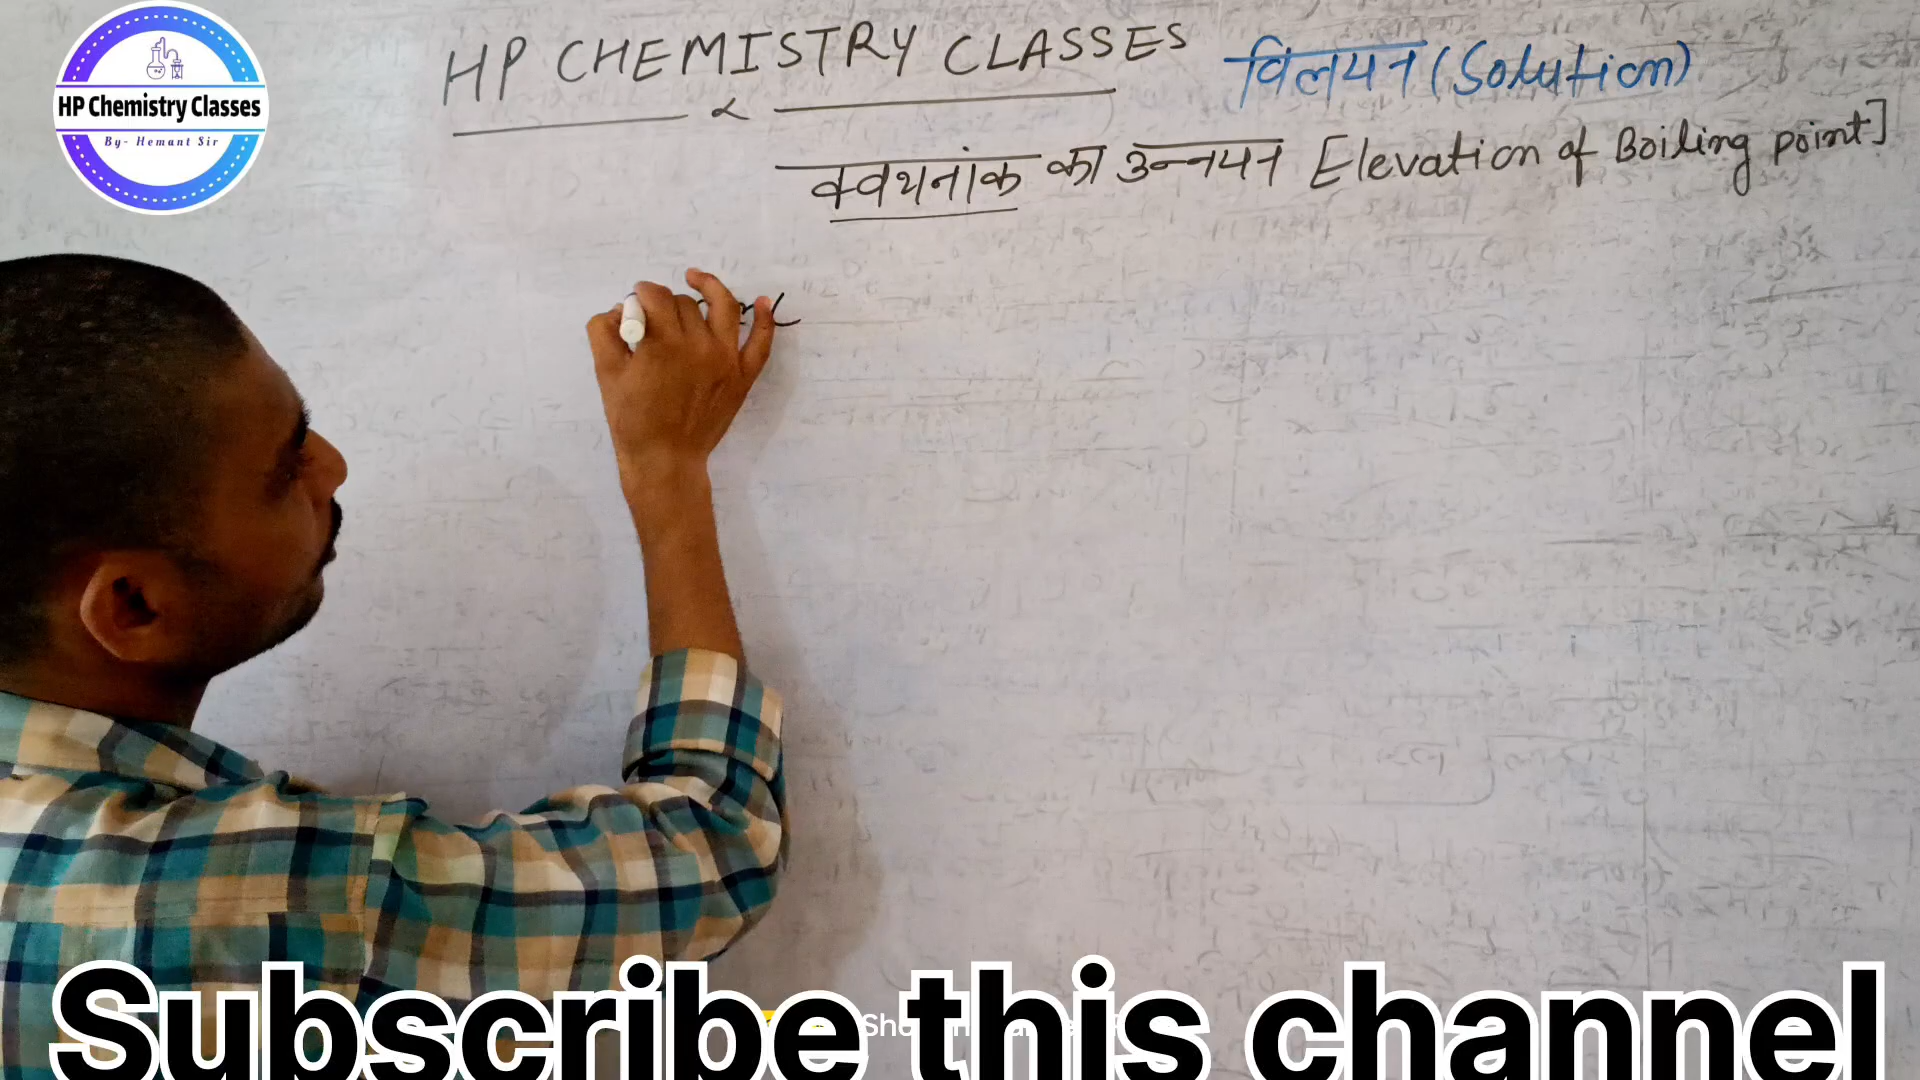 HP Chemistry Classes
By- Hemant Sir
HP CHEMISTRY CLASSES
विलयन (Solution)
क्वथनांक का उन्नयन [Elevation of Boiling point]
Subscribe this channel